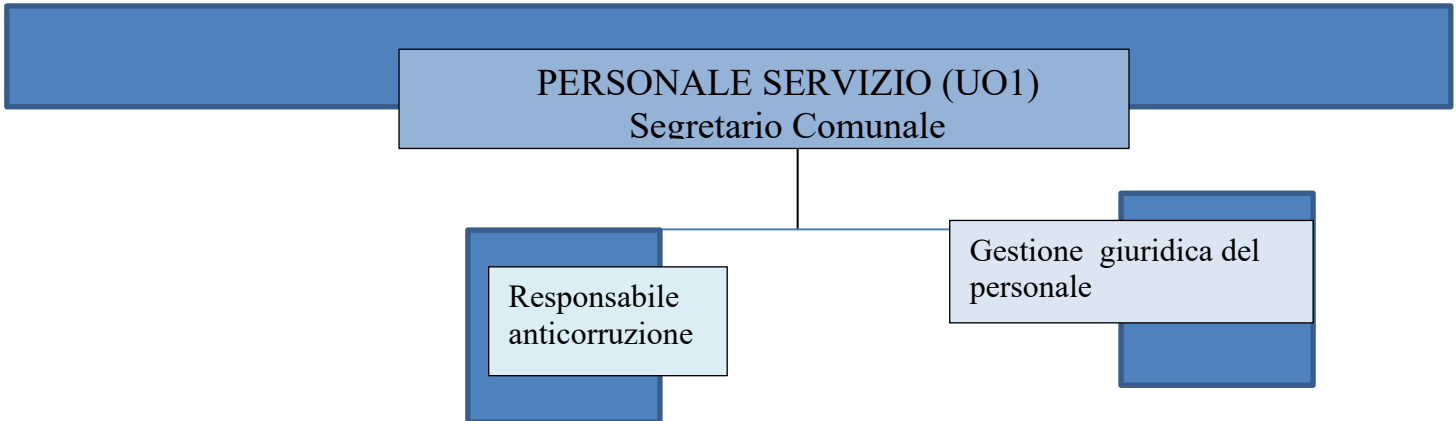 PERSONALE SERVIZIO (UO1)
Segretario Comunale
Responsabile
anticorruzione
Gestione  giuridica del
personale